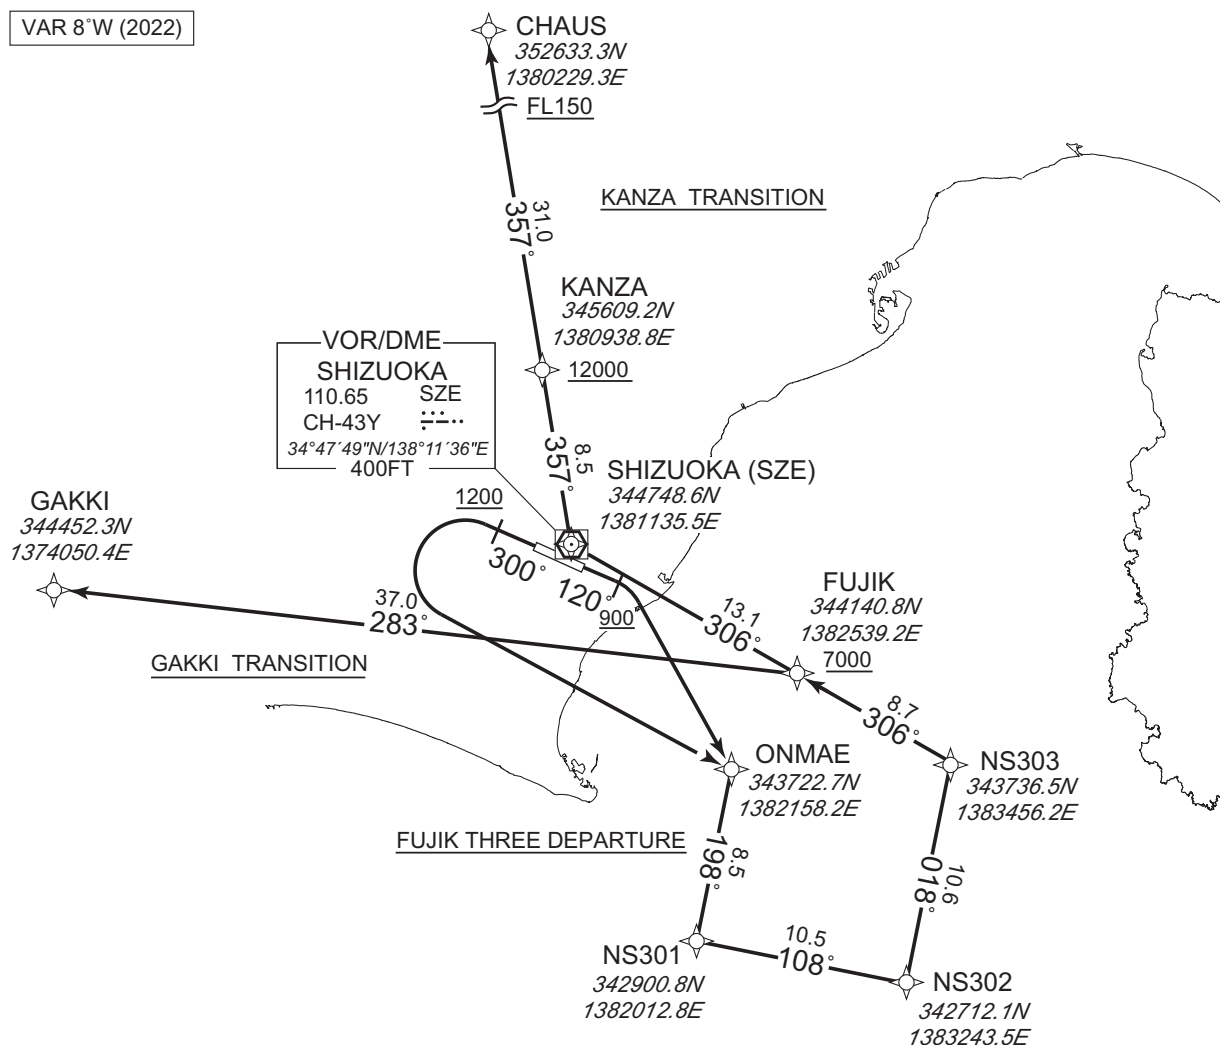 VAR 8°W (2022)
CHAUS
352633.3N
1380229.3E
FL150
KANZA TRANSITION
31.0
357°
KANZA
345609.2N
1380938.8E
12000
VOR/DME
SHIZUOKA
110.65 SZE
CH-43Y
34°47´49"N/138°11´36"E
400FT
8.5
357°
SHIZUOKA (SZE)
344748.6N
1381135.5E
1200
GAKKI
344452.3N
1374050.4E
300°
120°
900
37.0
283°
GAKKI TRANSITION
13.1
306°
FUJIK
344140.8N
1382539.2E
7000
8.7
306°
ONMAE
343722.7N
1382158.2E
NS303
343736.5N
1383456.2E
FUJIK THREE DEPARTURE
8.5
198°
10.6
018°
10.5
108°
NS301
342900.8N
1382012.8E
NS302
342712.1N
1383243.5E